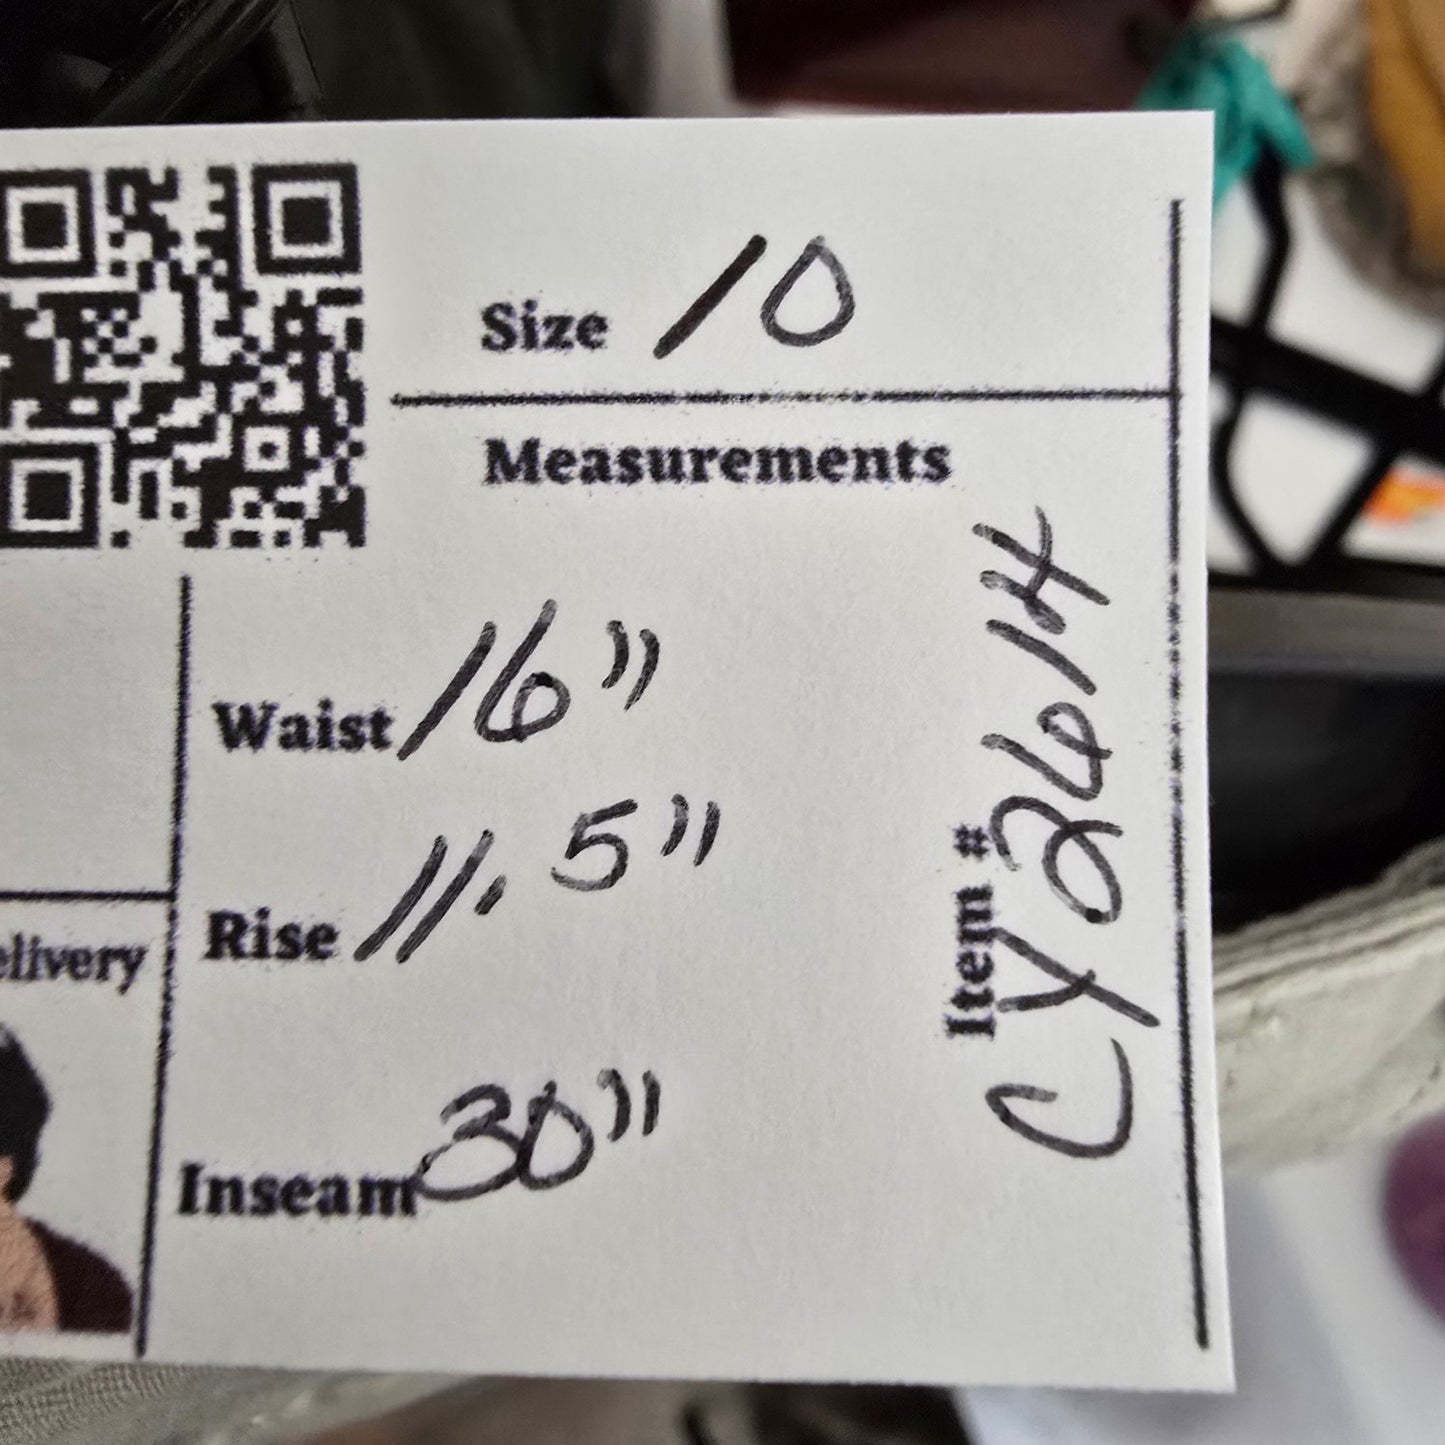 Size 10
Measurements
Waist 16"
Rise 11.5"
Inseam 30"
Item # CY2614
elivery